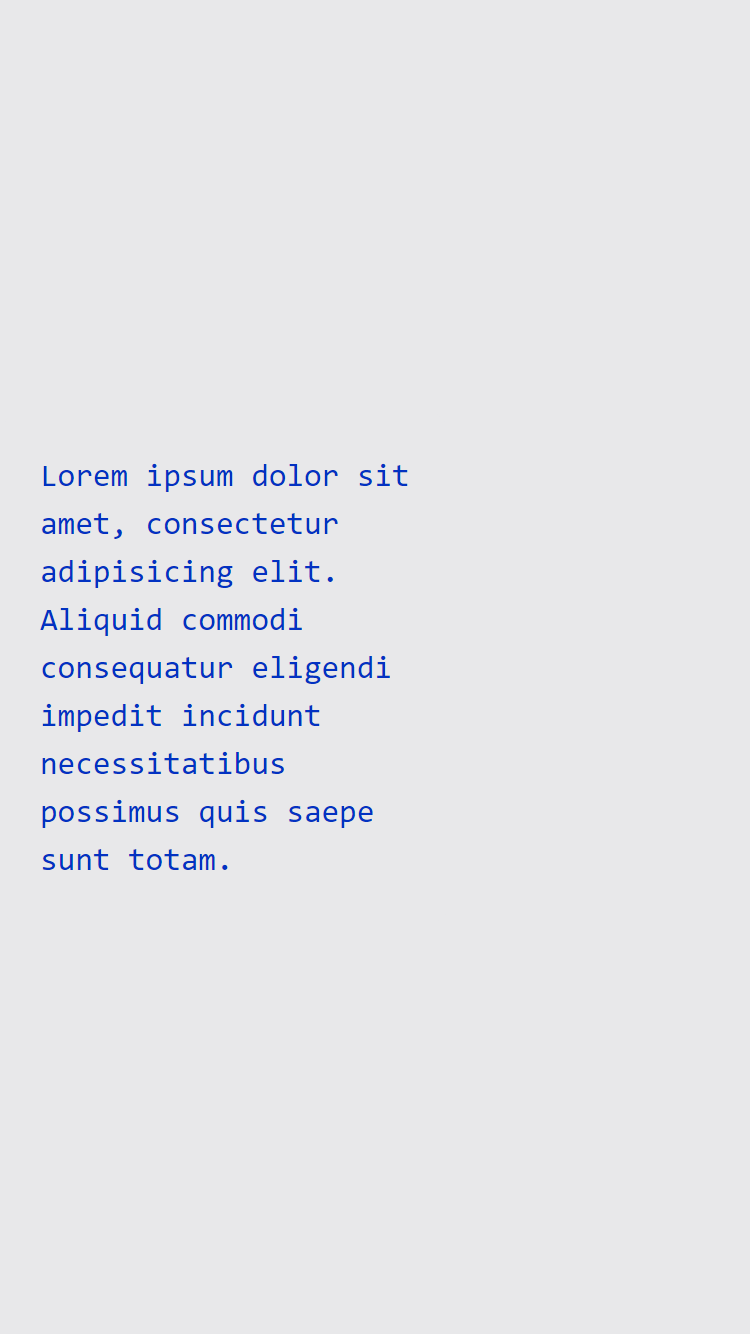 Lorem ipsum dolor sit
amet, consectetur
adipisicing elit.
Aliquid commodi
consequatur eligendi
impedit incidunt
necessitatibus
possimus quis saepe
sunt totam.